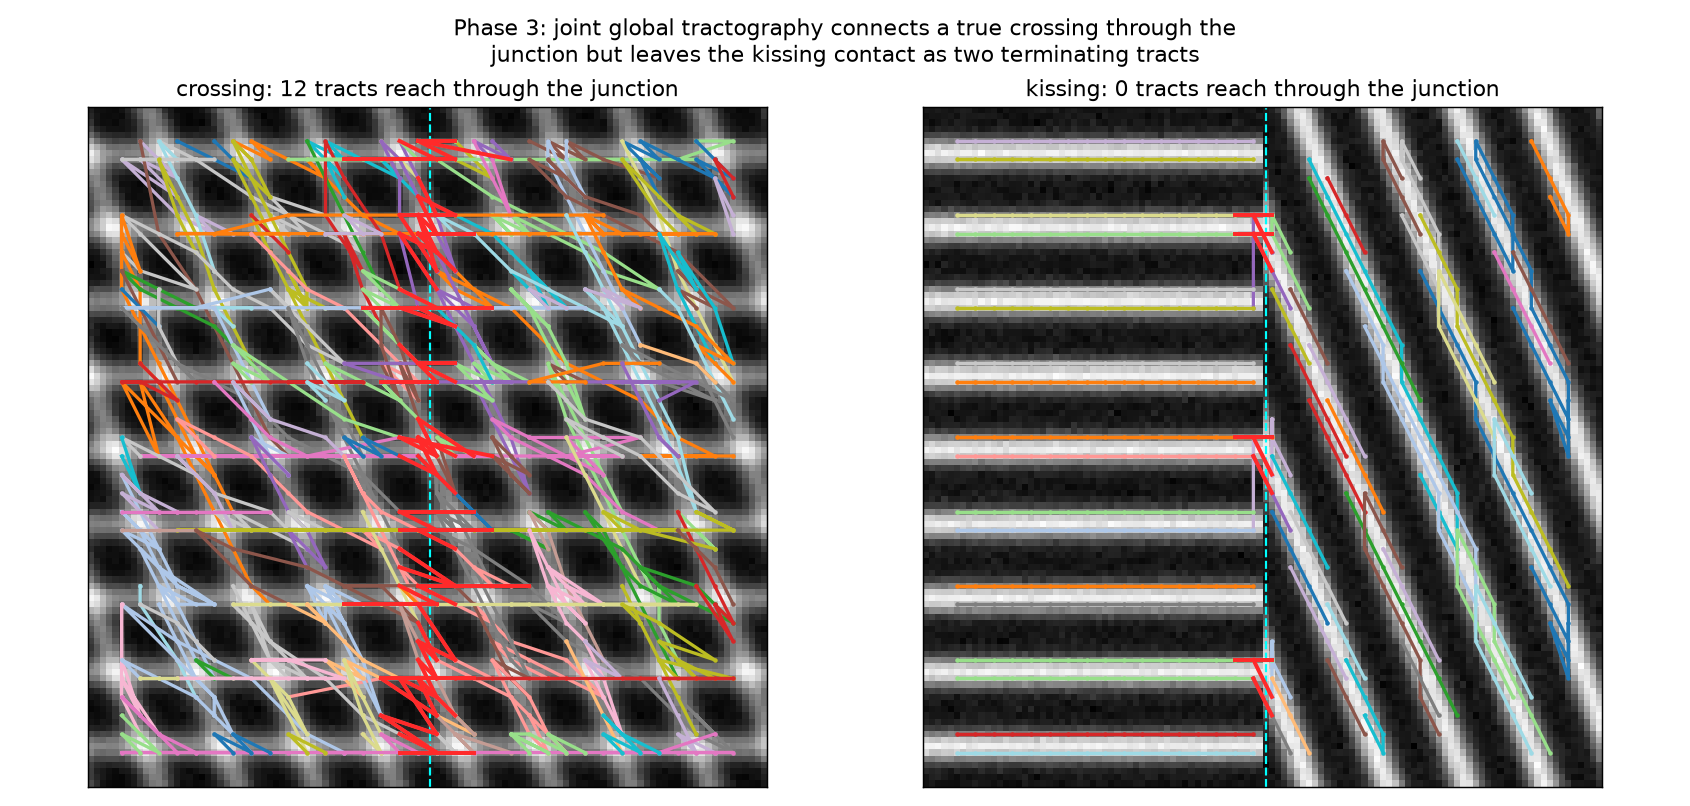 Phase 3: joint global tractography connects a true crossing through the
junction but leaves the kissing contact as two terminating tracts
crossing: 12 tracts reach through the junction
kissing: 0 tracts reach through the junction